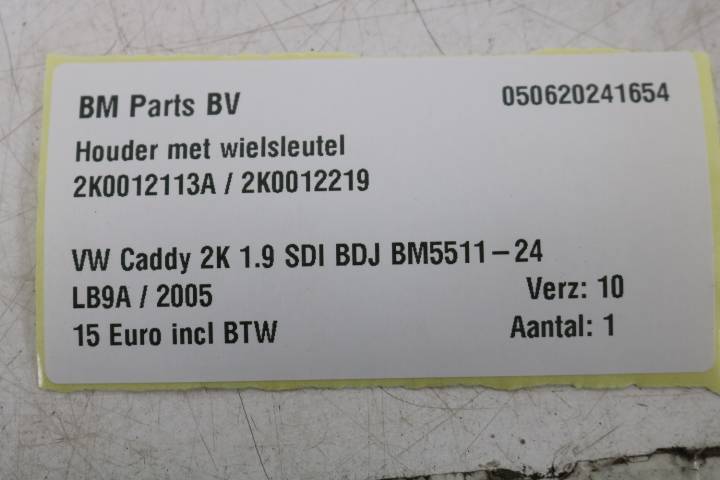 BM Parts BV 050620241654
Houder met wielsleutel
2K0012113A / 2K0012219
VW Caddy 2K 1.9 SDI BDJ BM5511-24
LB9A / 2005 Verz: 10
15 Euro incl BTW Aantal: 1